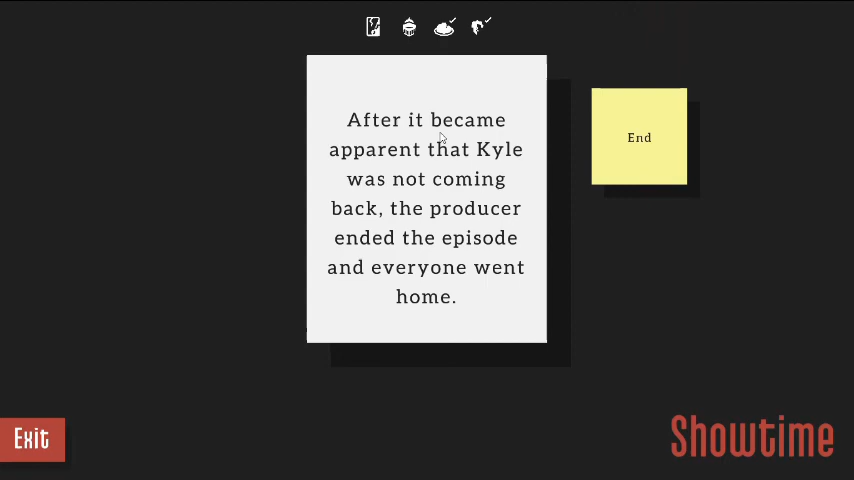 After it became
apparent that Kyle
was not coming
back, the producer
ended the episode
and everyone went
home.
End
Exit
Showtime